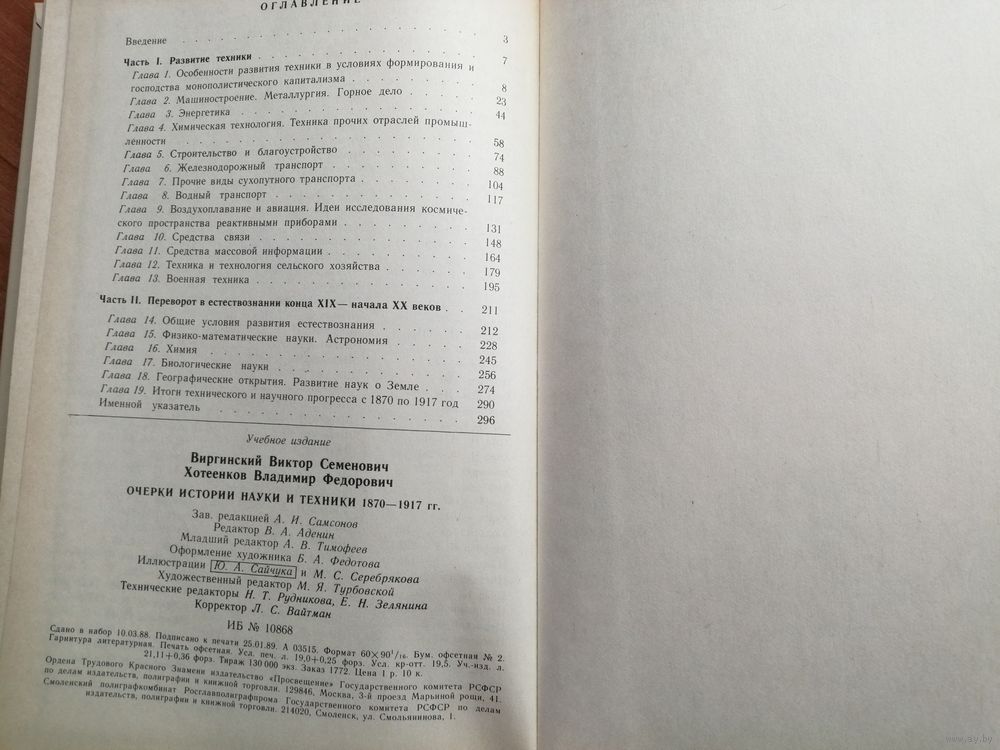 ОГЛАВЛЕНИЕ
Введение . . . . . . . . . . 3
Часть I. Развитие техники . . . . . . . . . . 7
Глава 1. Особенности развития техники в условиях формирования и
господства монополистического капитализма . . . . . . . . 8
Глава 2. Машиностроение. Металлургия. Горное дело . . . . 23
Глава 3. Энергетика . . . . . . . . . . 44
Глава 4. Химическая технология. Техника прочих отраслей промыш-
ленности . . . . . . . . . . 58
Глава 5. Строительство и благоустройство . . . . . . 74
Глава 6. Железнодорожный транспорт . . . . . . 88
Глава 7. Прочие виды сухопутного транспорта . . . . . . 104
Глава 8. Водный транспорт . . . . . . . . 117
Глава 9. Воздухоплавание и авиация. Идеи исследования космиче-
ского пространства реактивными приборами . . . . . . 131
Глава 10. Средства связи . . . . . . . . 148
Глава 11. Средства массовой информации . . . . . . 164
Глава 12. Техника и технология сельского хозяйства . . . . 179
Глава 13. Военная техника . . . . . . . . 195
Часть II. Переворот в естествознании конца XIX— начала XX веков . . 211
Глава 14. Общие условия развития естествознания . . . . . . 212
Глава 15. Физико-математические науки. Астрономия . . . . 228
Глава 16. Химия . . . . . . . . . . 245
Глава 17. Биологические науки . . . . . . . . 256
Глава 18. Географические открытия. Развитие наук о Земле . . . 274
Глава 19. Итоги технического и научного прогресса с 1870 по 1917 год 290
Именной указатель . . . . . . . . . . 296
Учебное издание
Виргинский Виктор Семенович
Хотеенков Владимир Федорович
ОЧЕРКИ ИСТОРИИ НАУКИ И ТЕХНИКИ 1870—1917 гг.
Зав. редакцией А. И. Самсонов
Редактор В. А. Аденин
Младший редактор А. В. Тимофеев
Оформление художника Б. А. Федотова
Иллюстрации Ю. А. Сайчука и М. С. Серебрякова
Художественный редактор М. Я. Турбовской
Технические редакторы Н. Т. Рудникова, Е. Н. Зелянина
Корректор Л. С. Вайтман
ИБ № 10868
Сдано в набор 10.03.88. Подписано к печати 25.01.89. А 03515. Формат 60×90¹/₁₆. Бум. офсетная № 2.
Гарнитура литературная. Печать офсетная. Усл. печ. л. 19,0+0,25 форз. Усл. кр-отт. 19,5. Уч.-изд. л.
21,11+0,36 форз. Тираж 130 000 экз. Заказ 1772. Цена 1 р. 10 к.
Ордена Трудового Красного Знамени издательство «Просвещение» Государственного комитета РСФСР
по делам издательств, полиграфии и книжной торговли. 129846, Москва, 3-й проезд Марьиной рощи, 41.
Смоленский полиграфкомбинат Росглавполиграфпрома Государственного комитета РСФСР по делам
издательств, полиграфии и книжной торговли. 214020, Смоленск, ул. Смольянинова, 1.
www.ay.by